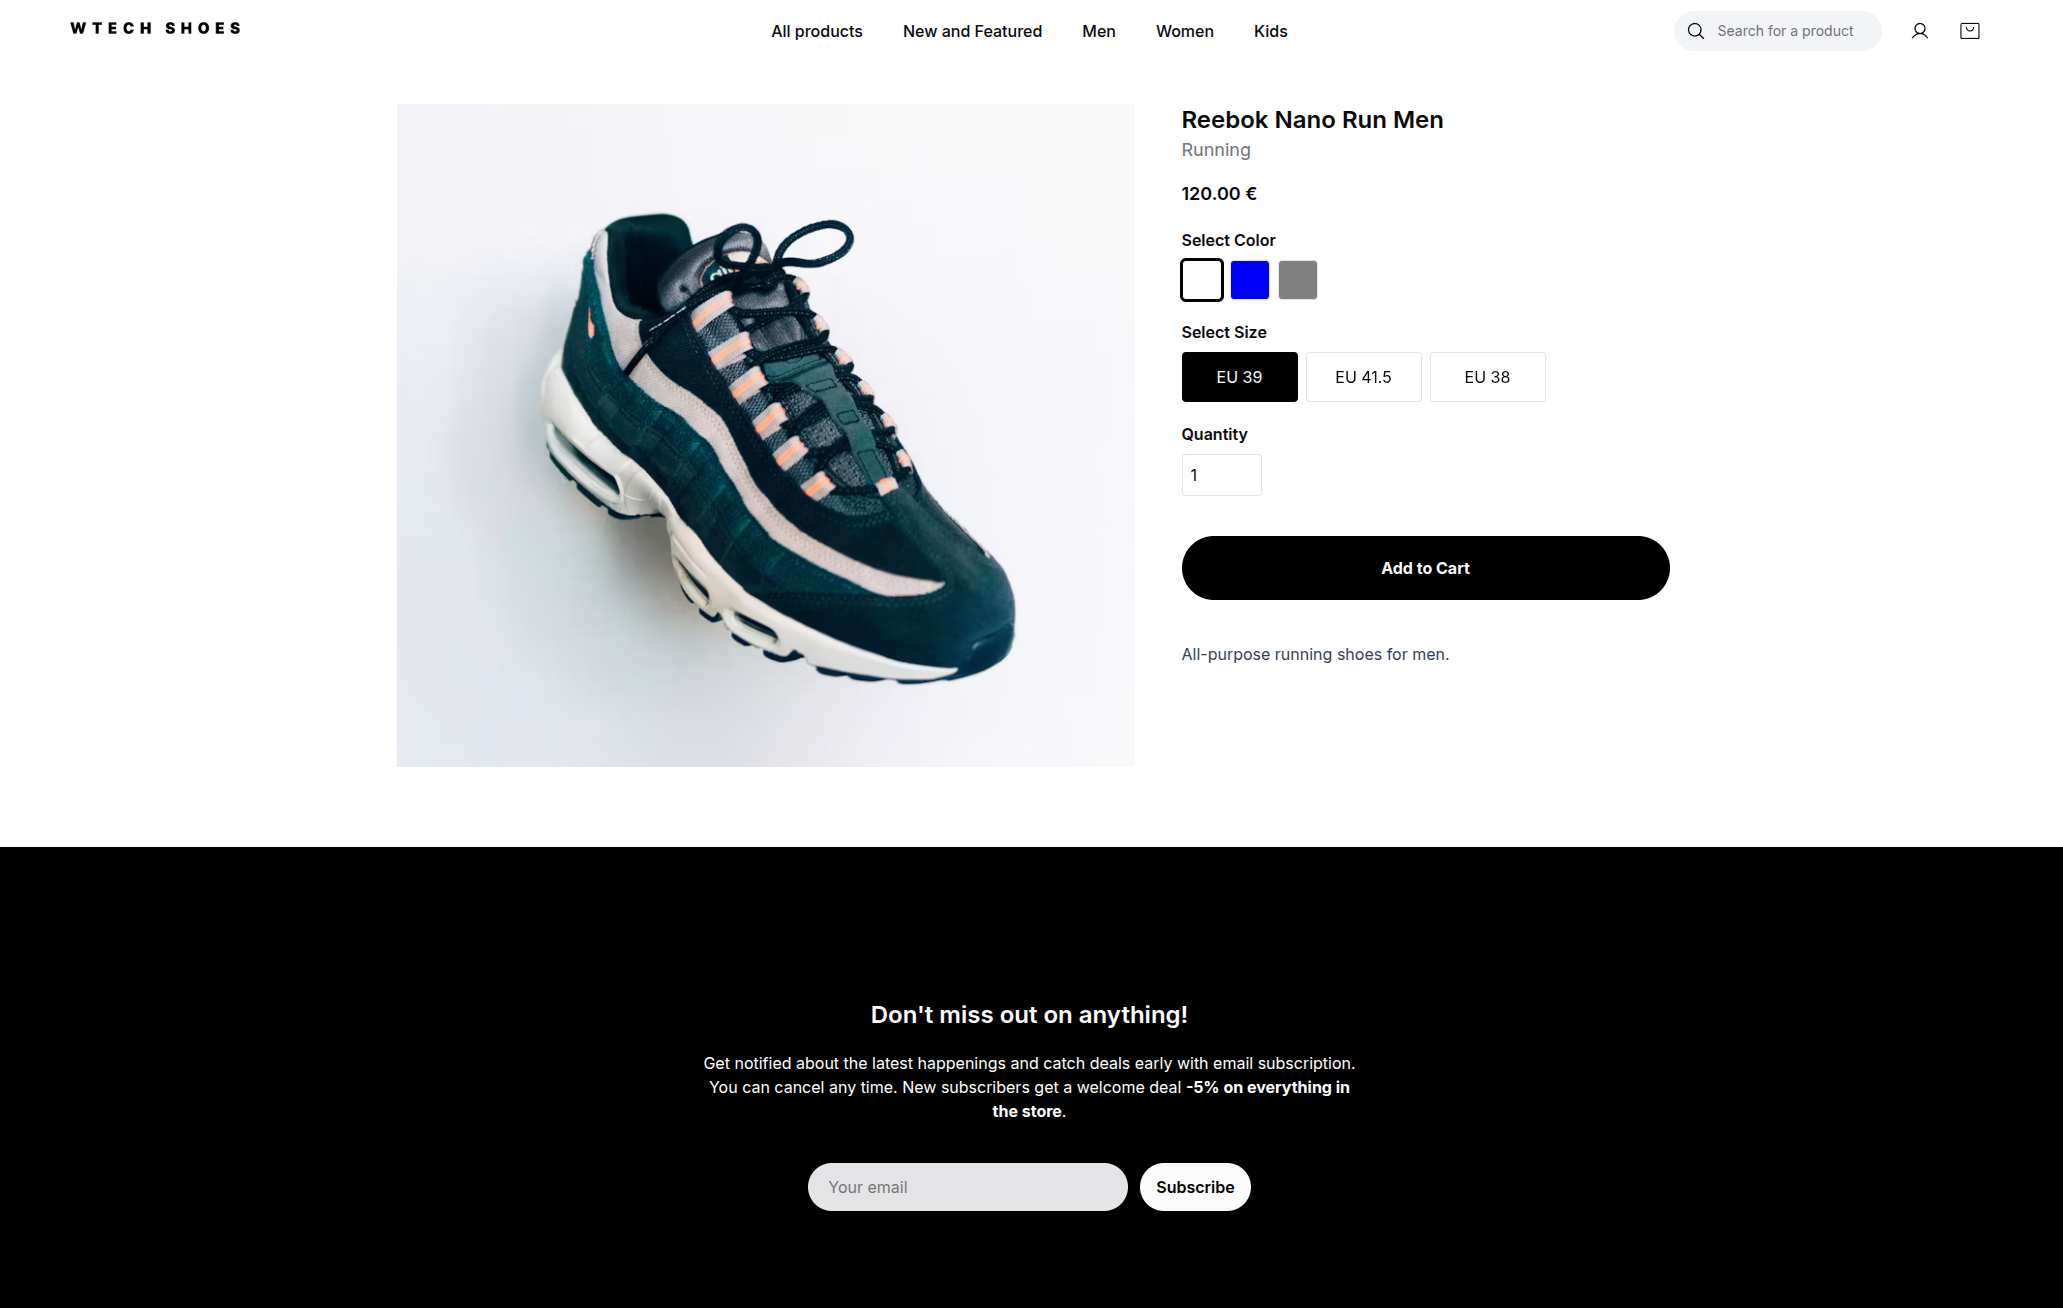 WTECH SHOES
All products
New and Featured
Men
Women
Kids
Search for a product
Reebok Nano Run Men
Running
120.00 €
Select Color
Select Size
EU 39
EU 41.5
EU 38
Quantity
1
Add to Cart
All-purpose running shoes for men.
Don't miss out on anything!
Get notified about the latest happenings and catch deals early with email subscription.
You can cancel any time. New subscribers get a welcome deal -5% on everything in
the store.
Your email
Subscribe